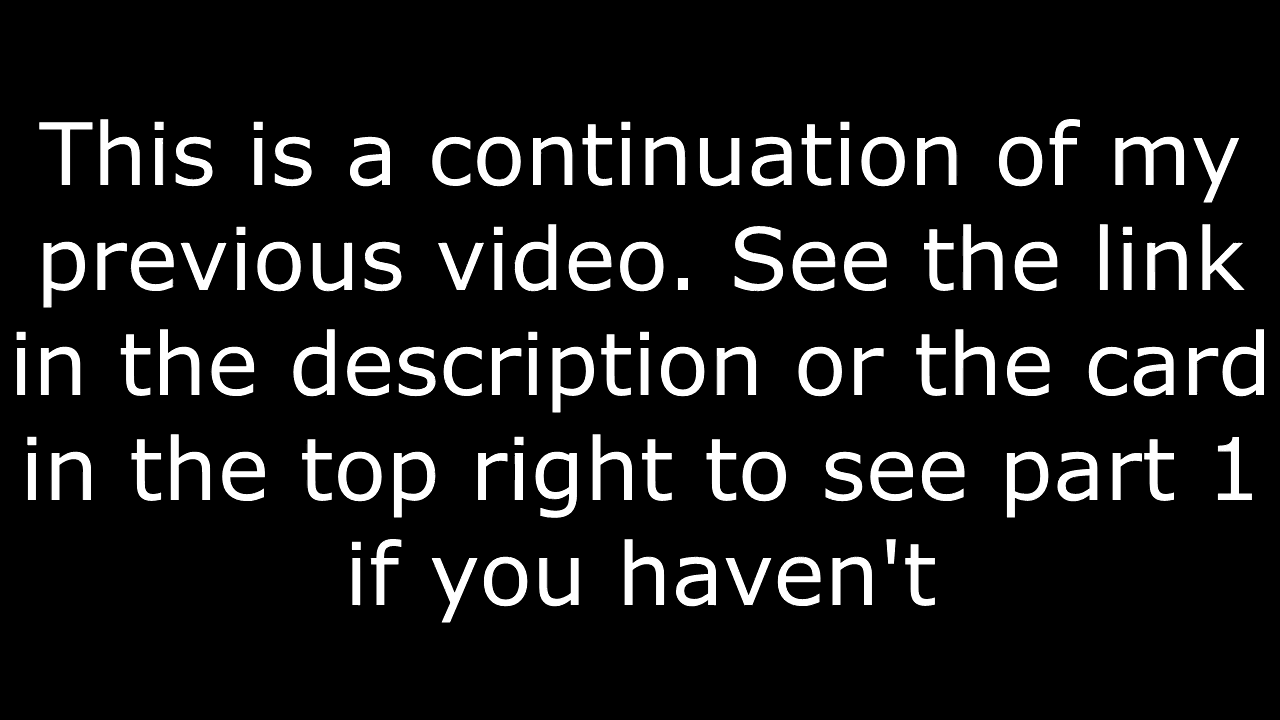 This is a continuation of my
previous video. See the link
in the description or the card
in the top right to see part 1
if you haven't